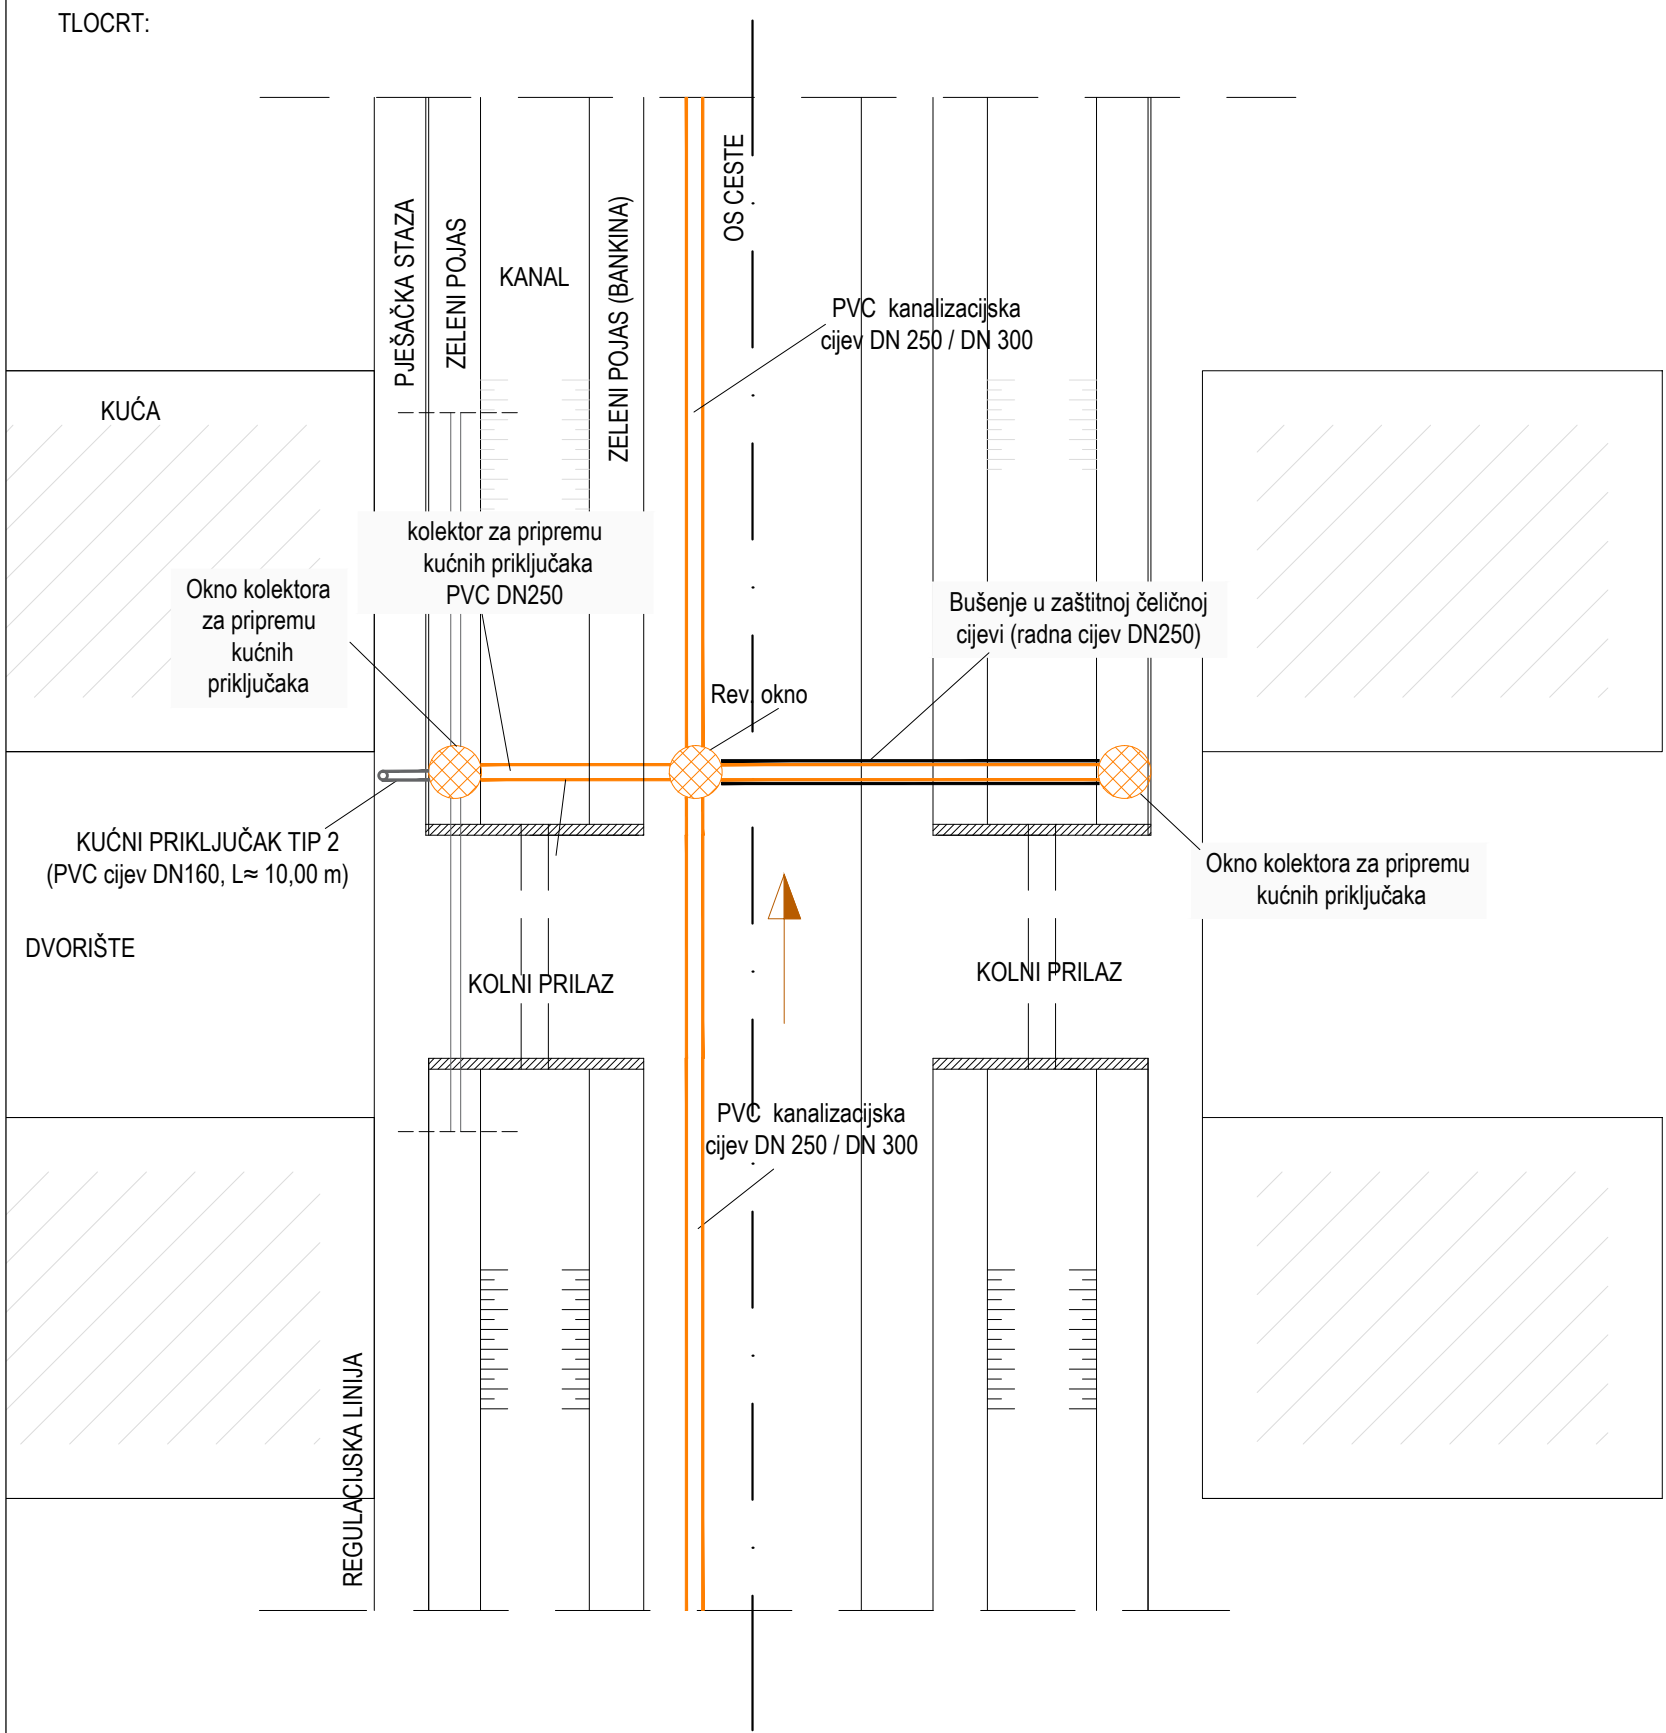 TLOCRT:
OS CESTE
PJEŠAČKA STAZA
ZELENI POJAS
KANAL
ZELENI POJAS (BANKINA)
PVC kanalizacijska
cijev DN 250 / DN 300
KUĆA
kolektor za pripremu
kućnih priključaka
PVC DN250
Okno kolektora
za pripremu
kućnih
priključaka
Bušenje u zaštitnoj čeličnoj
cijevi (radna cijev DN250)
Rev. okno
KUĆNI PRIKLJUČAK TIP 2
(PVC cijev DN160, L≈ 10,00 m)
Okno kolektora za pripremu
kućnih priključaka
DVORIŠTE
KOLNI PRILAZ
KOLNI PRILAZ
PVC kanalizacijska
cijev DN 250 / DN 300
REGULACIJSKA LINIJA